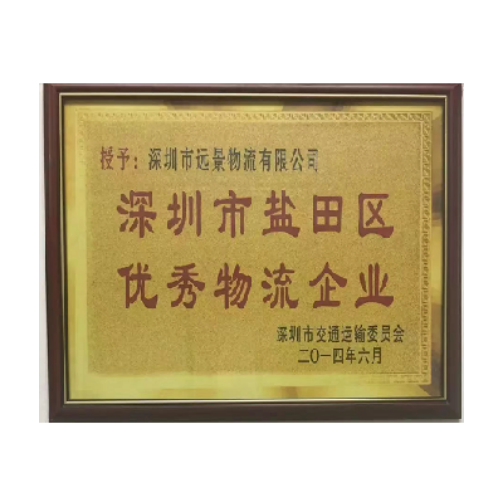 授予：深圳市远景物流有限公司
深圳市盐田区
优秀物流企业
深圳市交通运输委员会
二〇一四年六月